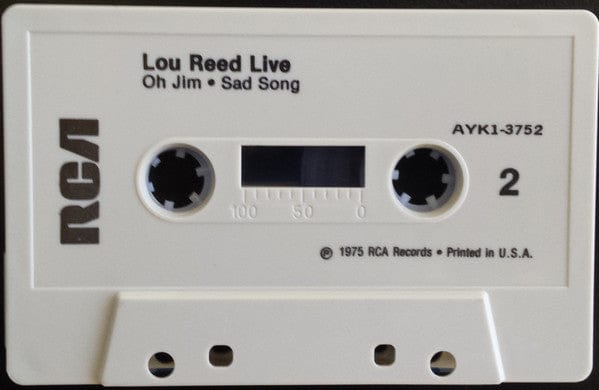 Lou Reed Live
Oh Jim • Sad Song
AYK1-3752
RCA
2
100 50 0
℗ 1975 RCA Records • Printed in U.S.A.